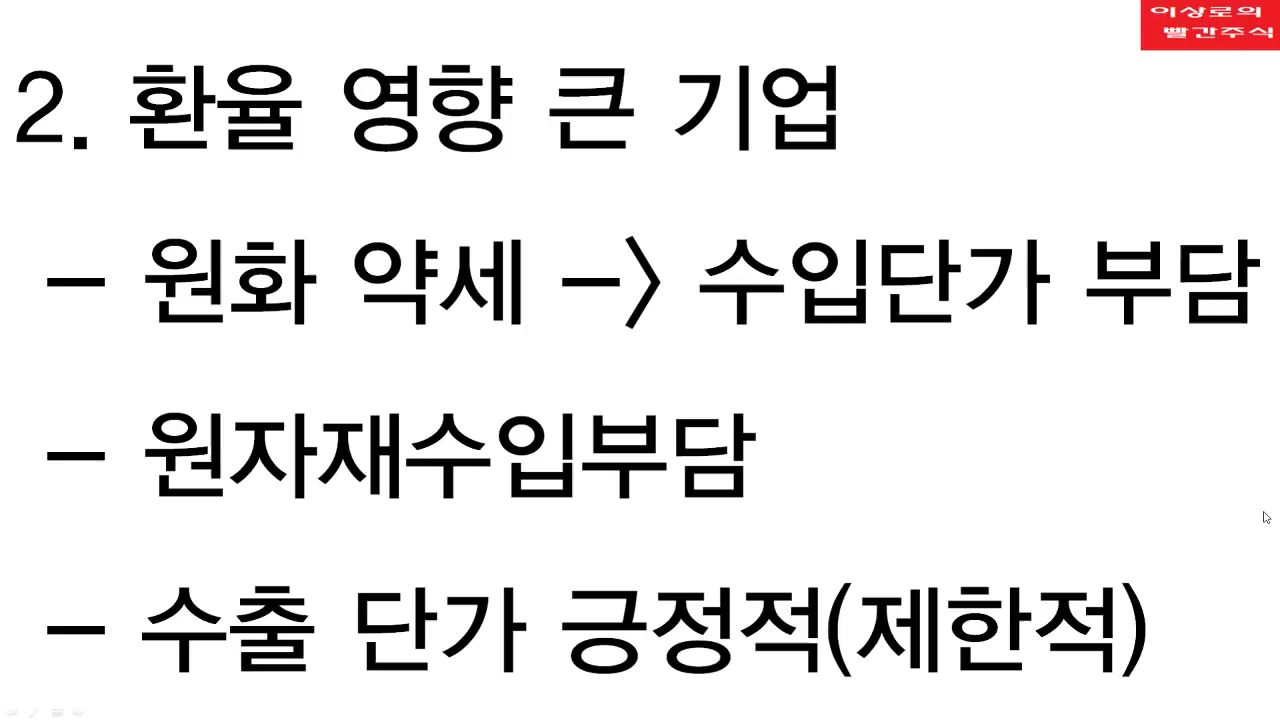 이상로의
빨간주식
2. 환율 영향 큰 기업
- 원화 약세 -> 수입단가 부담
- 원자재수입부담
- 수출 단가 긍정적(제한적)